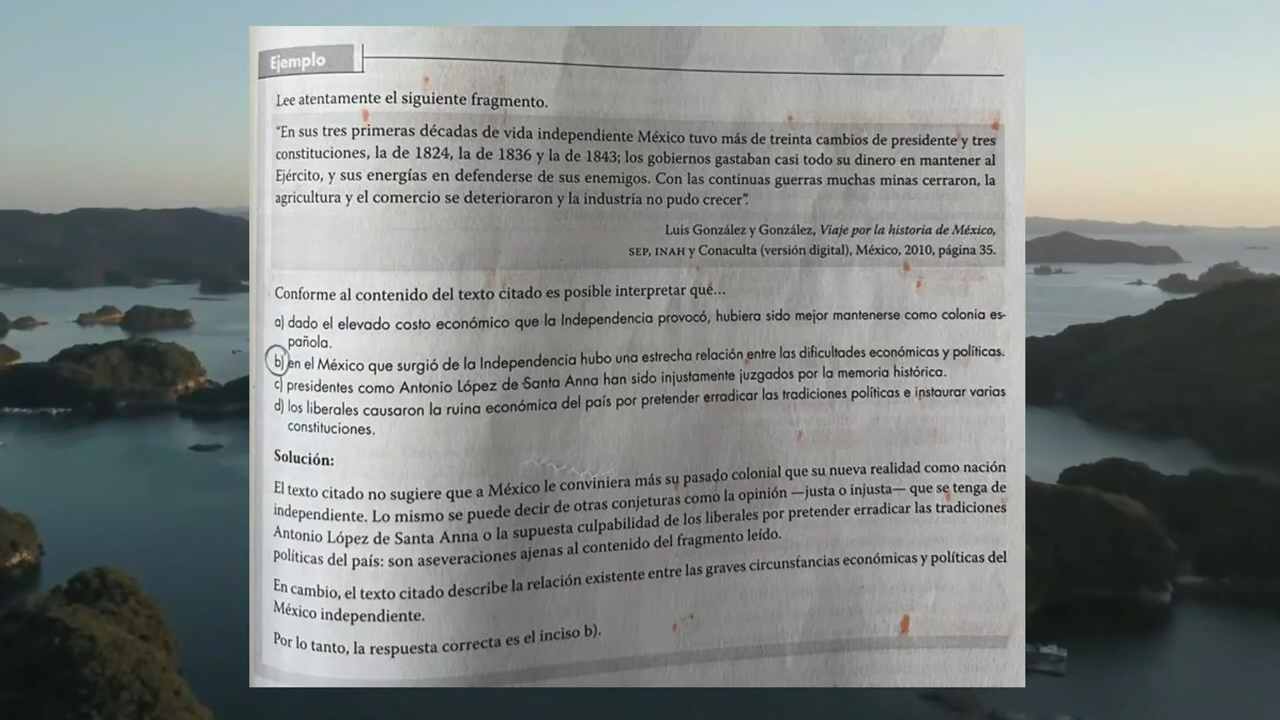 Ejemplo
Lee atentamente el siguiente fragmento.
“En sus tres primeras décadas de vida independiente México tuvo más de treinta cambios de presidente y tres
constituciones, la de 1824, la de 1836 y la de 1843; los gobiernos gastaban casi todo su dinero en mantener al
Ejército, y sus energías en defenderse de sus enemigos. Con las continuas guerras muchas minas cerraron, la
agricultura y el comercio se deterioraron y la industria no pudo crecer”.
Luis González y González, Viaje por la historia de México,
SEP, INAH y Conaculta (versión digital), México, 2010, página 35.
Conforme al contenido del texto citado es posible interpretar que...
a) dado el elevado costo económico que la Independencia provocó, hubiera sido mejor mantenerse como colonia es-
pañola.
b) en el México que surgió de la Independencia hubo una estrecha relación entre las dificultades económicas y políticas.
c) presidentes como Antonio López de Santa Anna han sido injustamente juzgados por la memoria histórica.
d) los liberales causaron la ruina económica del país por pretender erradicar las tradiciones políticas e instaurar varias
constituciones.
Solución:
El texto citado no sugiere que a México le conviniera más su pasado colonial que su nueva realidad como nación
independiente. Lo mismo se puede decir de otras conjeturas como la opinión —justa o injusta— que se tenga de
Antonio López de Santa Anna o la supuesta culpabilidad de los liberales por pretender erradicar las tradiciones
políticas del país: son aseveraciones ajenas al contenido del fragmento leído.
En cambio, el texto citado describe la relación existente entre las graves circunstancias económicas y políticas del
México independiente.
Por lo tanto, la respuesta correcta es el inciso b).